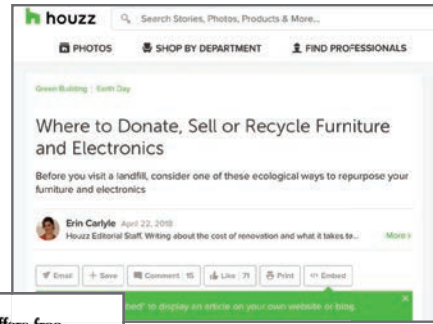 houzz Search Stories, Photos, Products & More...
PHOTOS SHOP BY DEPARTMENT FIND PROFESSIONALS
Green Building | Earth Day
Where to Donate, Sell or Recycle Furniture
and Electronics
Before you visit a landfill, consider one of these ecological ways to repurpose your
furniture and electronics
Erin Carlyle April 22, 2018
Houzz Editorial Staff. Writing about the cost of renovation and what it takes to... More
Email + Save Comment 15 Like 71 Print Embed
to display an article on your own website or blog.
free